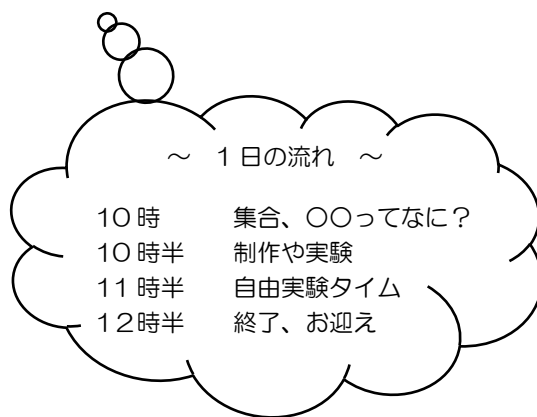 ～　１日の流れ　～
10時　　集合、〇〇ってなに？
10時半　　制作や実験
11時半　　自由実験タイム
12時半　　終了、お迎え